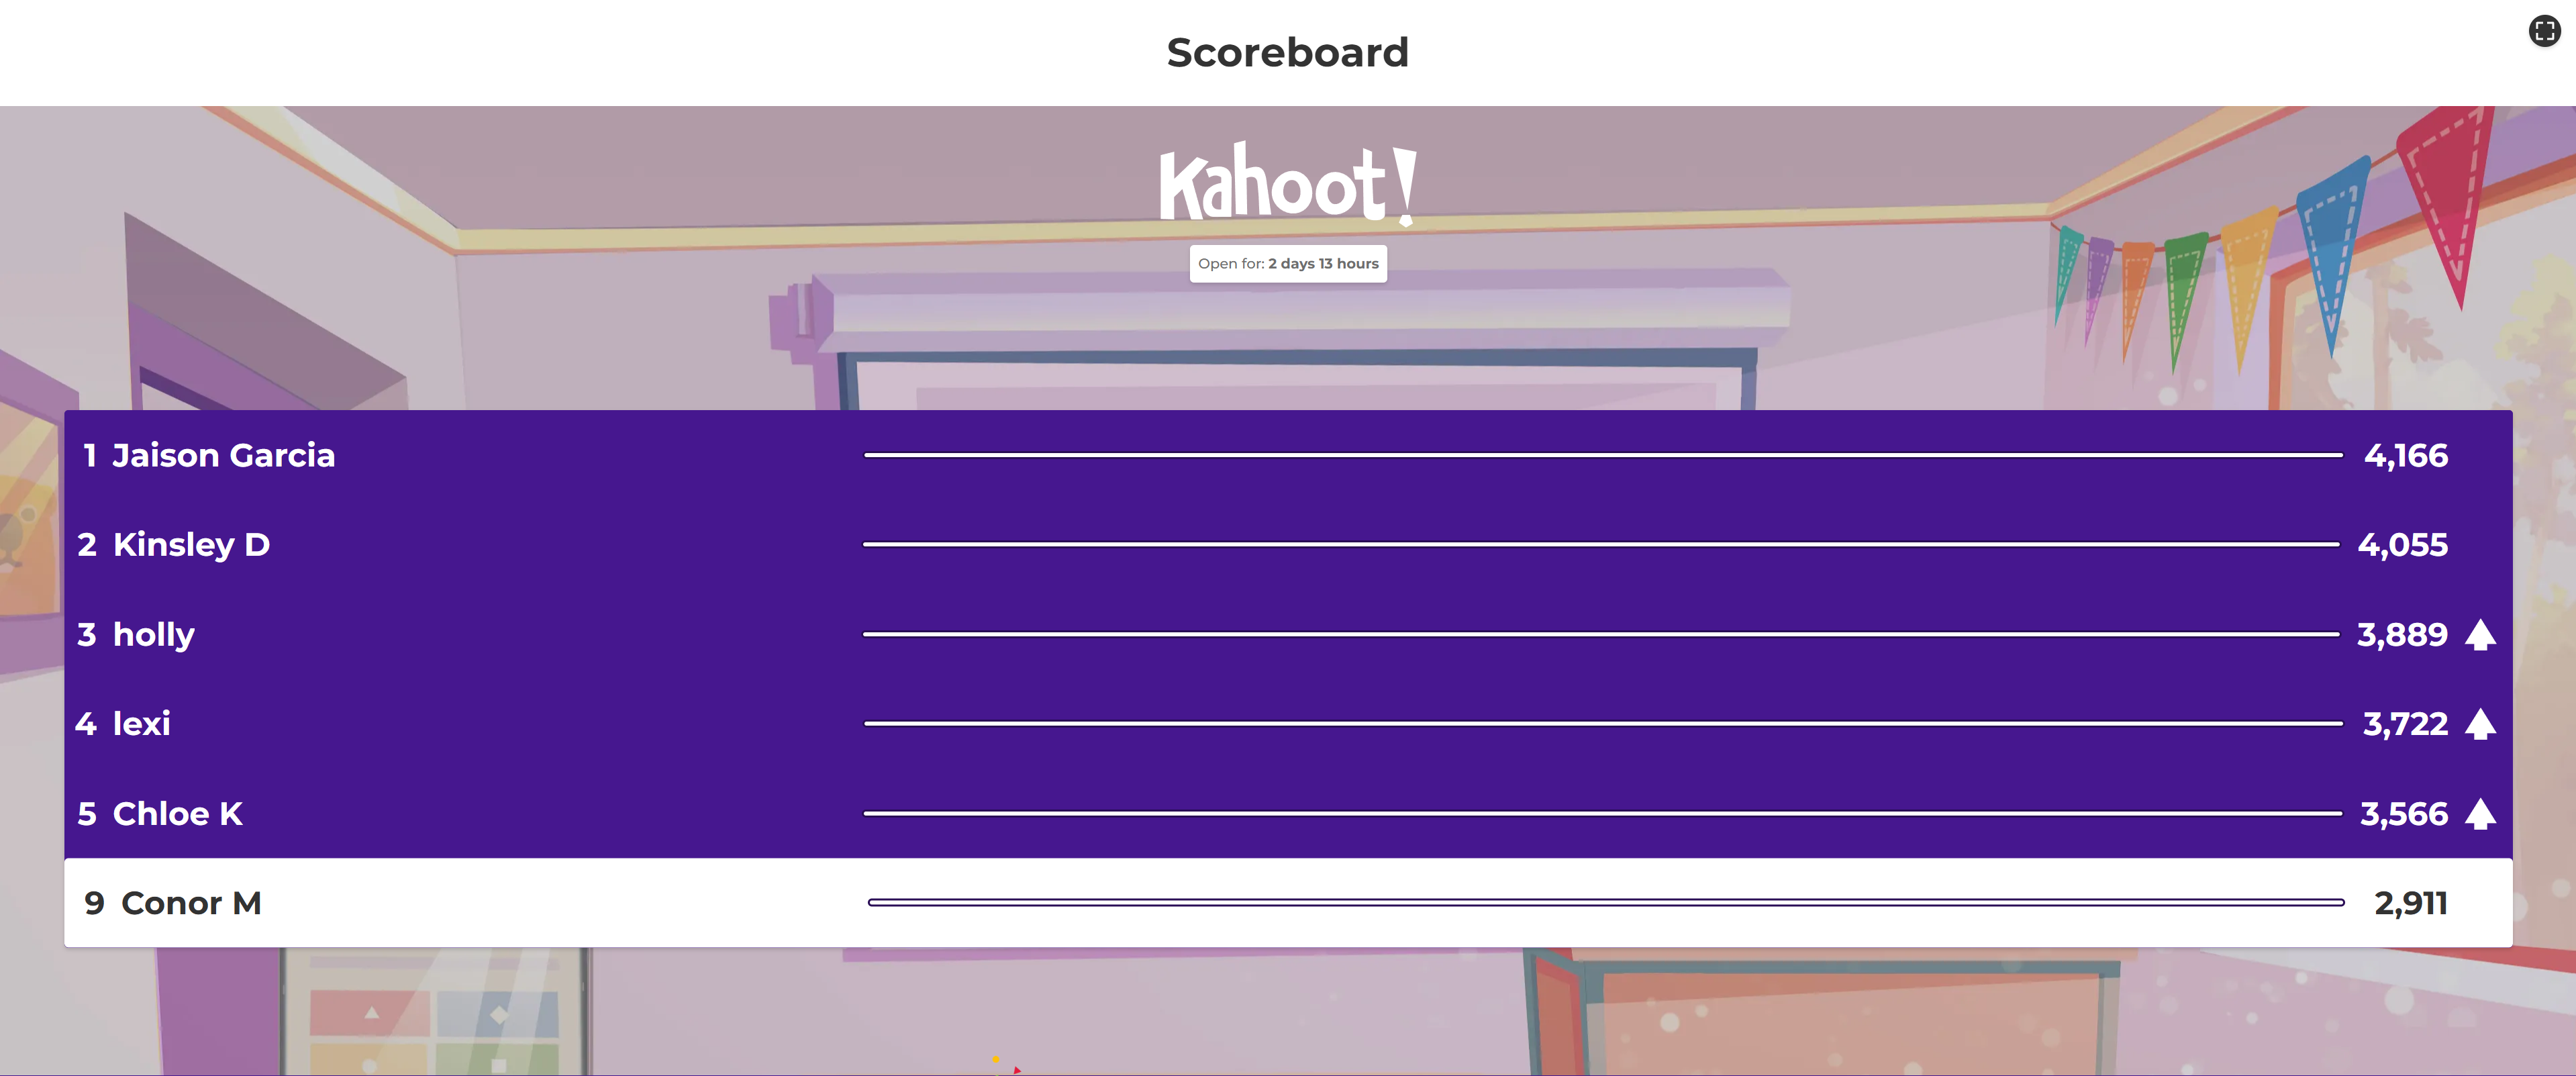 Scoreboard
Kahoot!
Open for: 2 days 13 hours
1 Jaison Garcia 4,166
2 Kinsley D 4,055
3 holly 3,889
4 lexi 3,722
5 Chloe K 3,566
9 Conor M 2,911